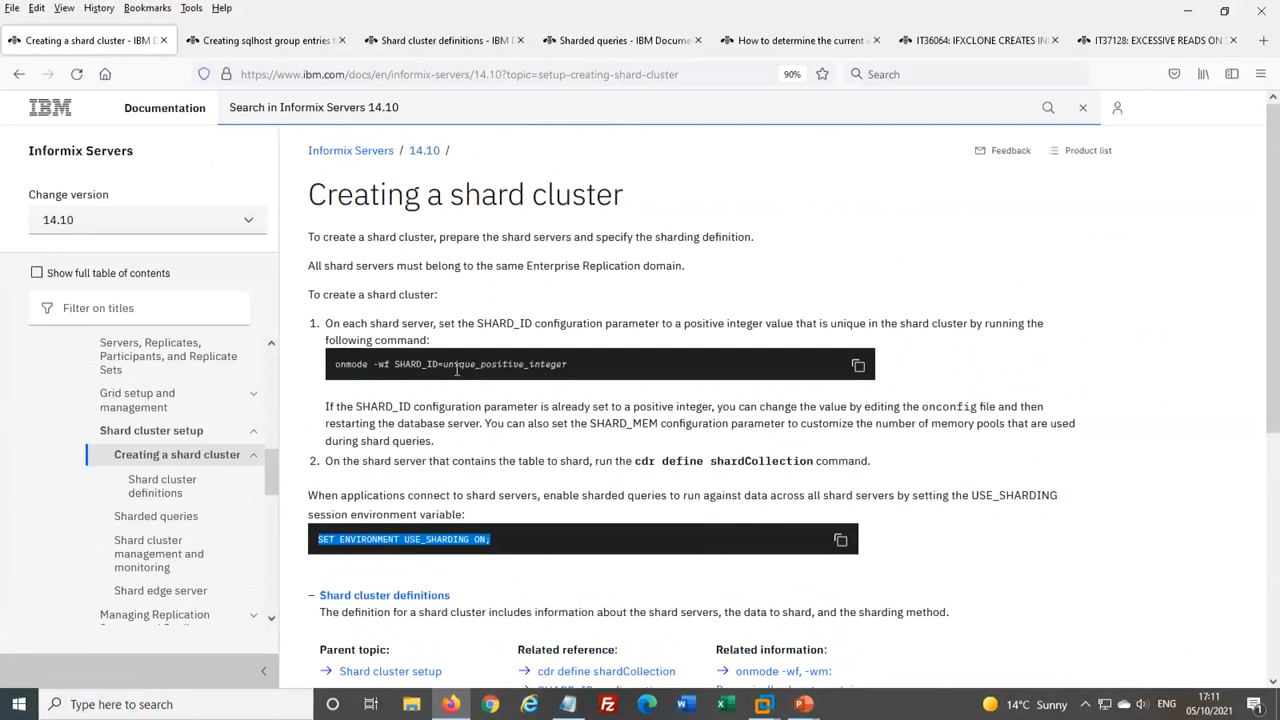 File Edit View History Bookmarks Tools Help
Creating a shard cluster - IBM D
Creating sqlhost group entries f
Shard cluster definitions - IBM D
Sharded queries - IBM Documen
How to determine the current v
IT36064: IFXCLONE CREATES INC
IT37128: EXCESSIVE READS ON S
https://www.ibm.com/docs/en/informix-servers/14.10?topic=setup-creating-shard-cluster
90%
Search
IBM
Documentation
Search in Informix Servers 14.10
Informix Servers
Change version
14.10
Show full table of contents
Filter on titles
Servers, Replicates,
Participants, and Replicate
Sets
Grid setup and
management
Shard cluster setup
Creating a shard cluster
Shard cluster
definitions
Sharded queries
Shard cluster
management and
monitoring
Shard edge server
Managing Replication
Informix Servers / 14.10 /
Feedback
Product list
Creating a shard cluster
To create a shard cluster, prepare the shard servers and specify the sharding definition.
All shard servers must belong to the same Enterprise Replication domain.
To create a shard cluster:
1. On each shard server, set the SHARD_ID configuration parameter to a positive integer value that is unique in the shard cluster by running the
following command:
onmode -wf SHARD_ID=unique_positive_integer
If the SHARD_ID configuration parameter is already set to a positive integer, you can change the value by editing the onconfig file and then
restarting the database server. You can also set the SHARD_MEM configuration parameter to customize the number of memory pools that are used
during shard queries.
2. On the shard server that contains the table to shard, run the cdr define shardCollection command.
When applications connect to shard servers, enable sharded queries to run against data across all shard servers by setting the USE_SHARDING
session environment variable:
SET ENVIRONMENT USE_SHARDING ON;
– Shard cluster definitions
The definition for a shard cluster includes information about the shard servers, the data to shard, and the sharding method.
Parent topic:
→ Shard cluster setup
Related reference:
→ cdr define shardCollection
Related information:
→ onmode -wf, -wm:
Type here to search
14°C Sunny
ENG
17:11
05/10/2021